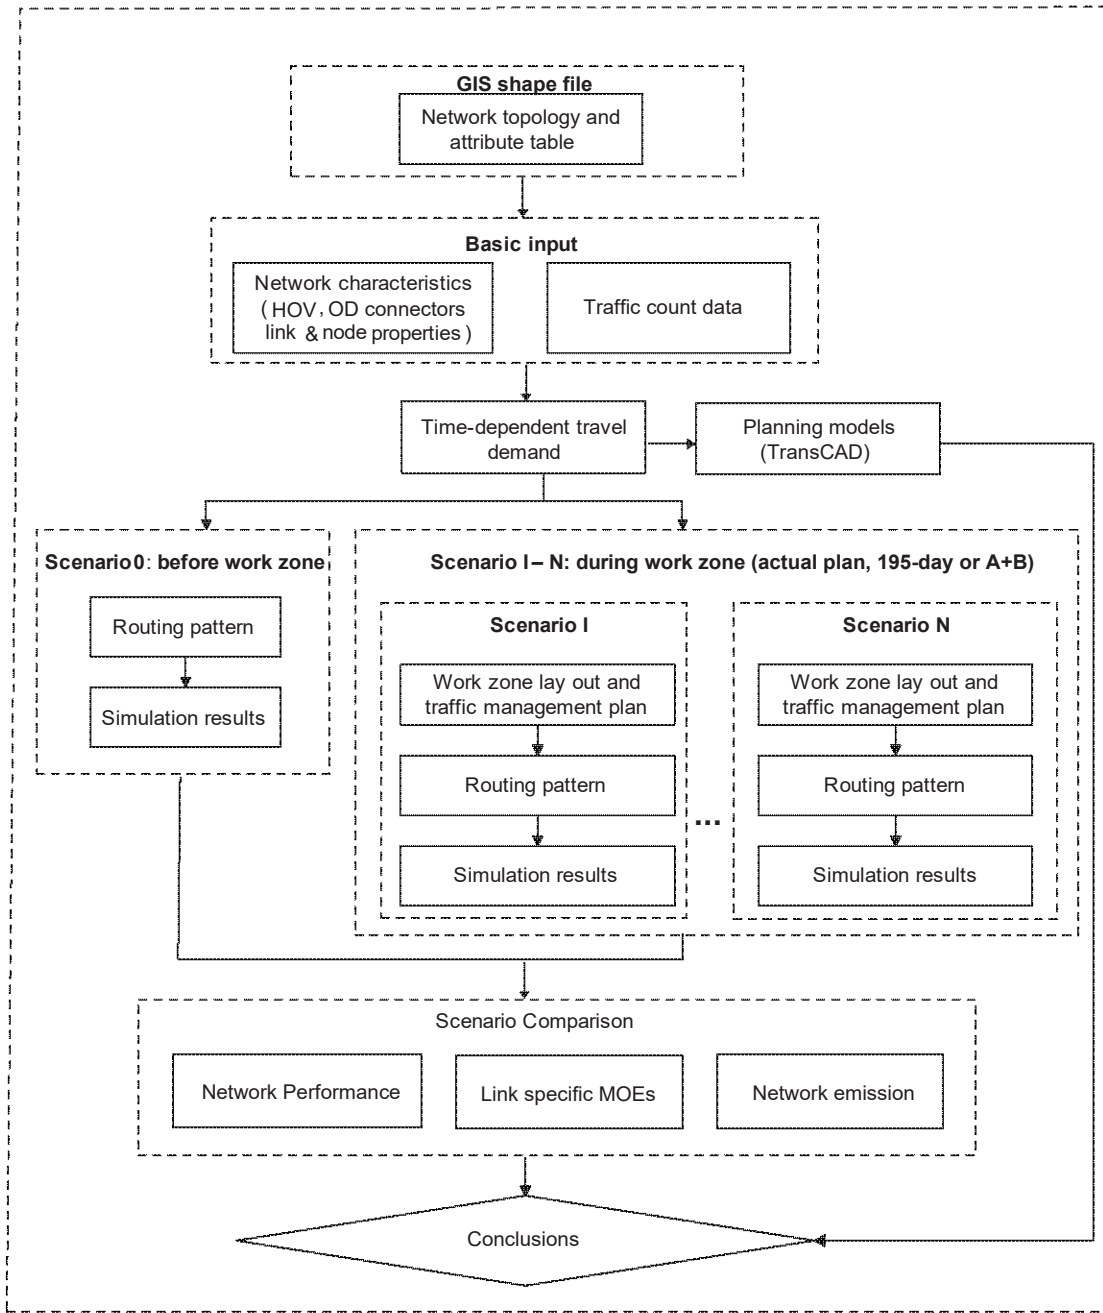 GIS shape file
Network topology and
attribute table
Basic input
Network characteristics
(HOV, OD connectors
link & node properties)
Traffic count data
Time-dependent travel
demand
Planning models
(TransCAD)
Scenario 0: before work zone
Routing pattern
Simulation results
Scenario I – N: during work zone (actual plan, 195-day or A+B)
Scenario I
Work zone lay out and
traffic management plan
Routing pattern
Simulation results
...
Scenario N
Work zone lay out and
traffic management plan
Routing pattern
Simulation results
Scenario Comparison
Network Performance
Link specific MOEs
Network emission
Conclusions